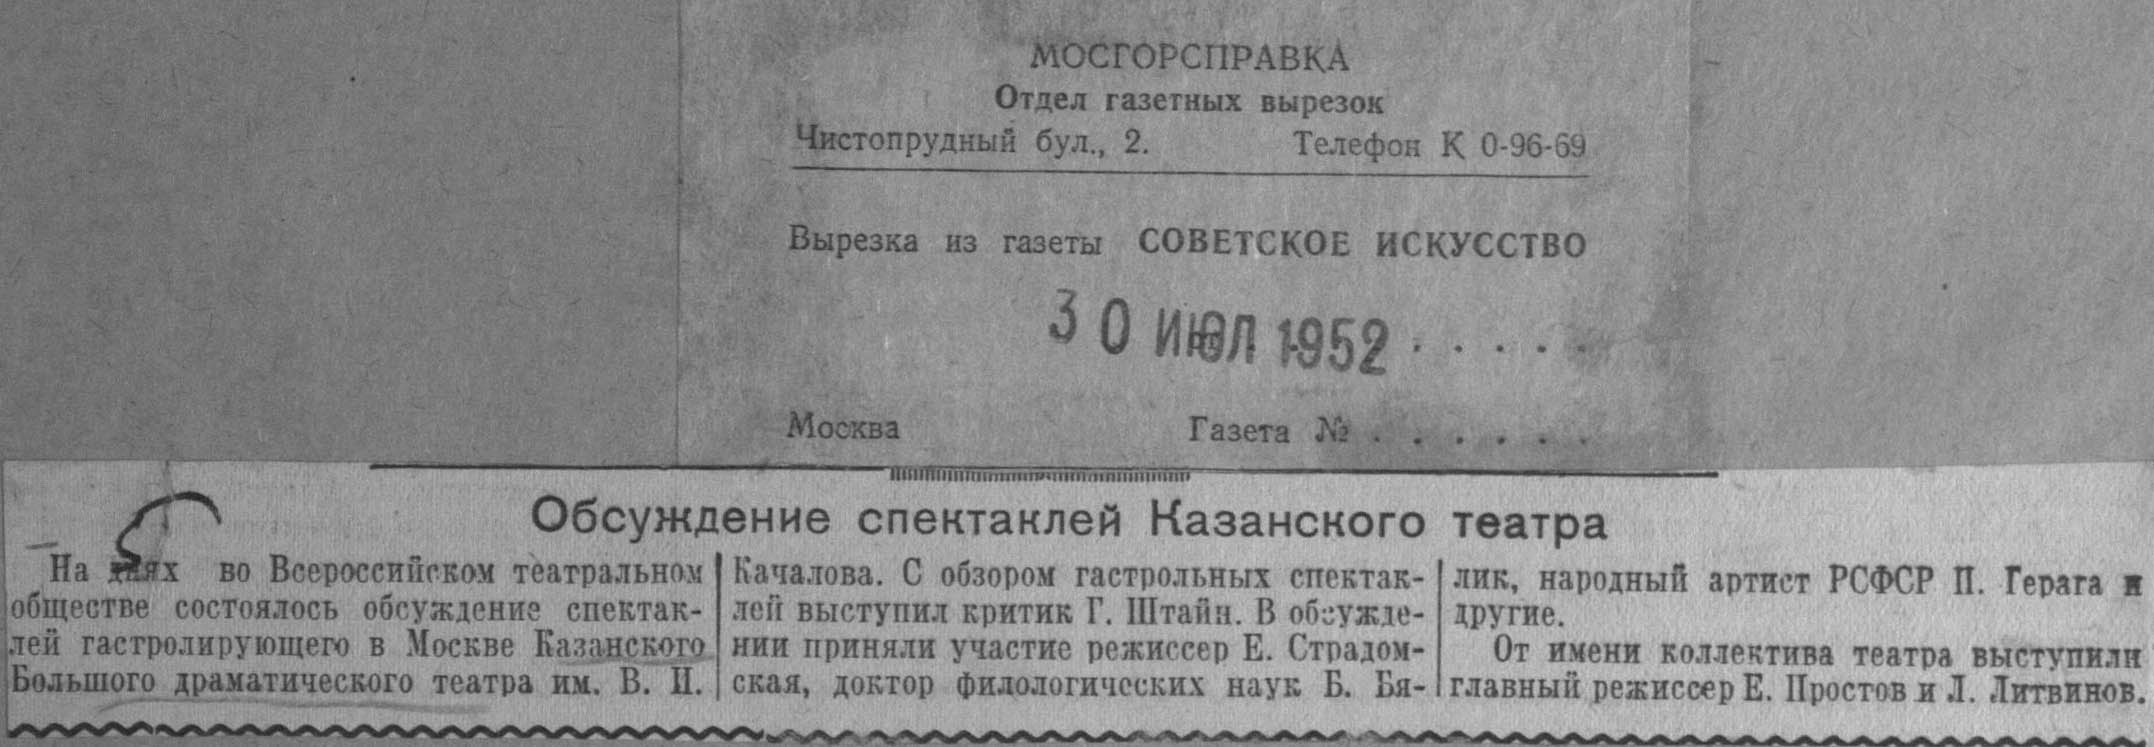 МОСГОРСПРАВКА
Отдел газетных вырезок
Чистопрудный бул., 2. Телефон К 0-96-69
Вырезка из газеты СОВЕТСКОЕ ИСКУССТВО
30 ИЮЛ 1952 . . . . .
Москва Газета № . . . . . .
Обсуждение спектаклей Казанского театра
На днях во Всероссийском театральном
обществе состоялось обсуждение спектак-
лей гастролирующего в Москве Казанского
Большого драматического театра им. В. И.
Качалова. С обзором гастрольных спектак-
лей выступил критик Г. Штайн. В обсужде-
нии приняли участие режиссер Е. Страдом-
ская, доктор филологических наук Б. Бя-
лик, народный артист РСФСР П. Герага и
другие.
От имени коллектива театра выступили
главный режиссер Е. Простов и Л. Литвинов.